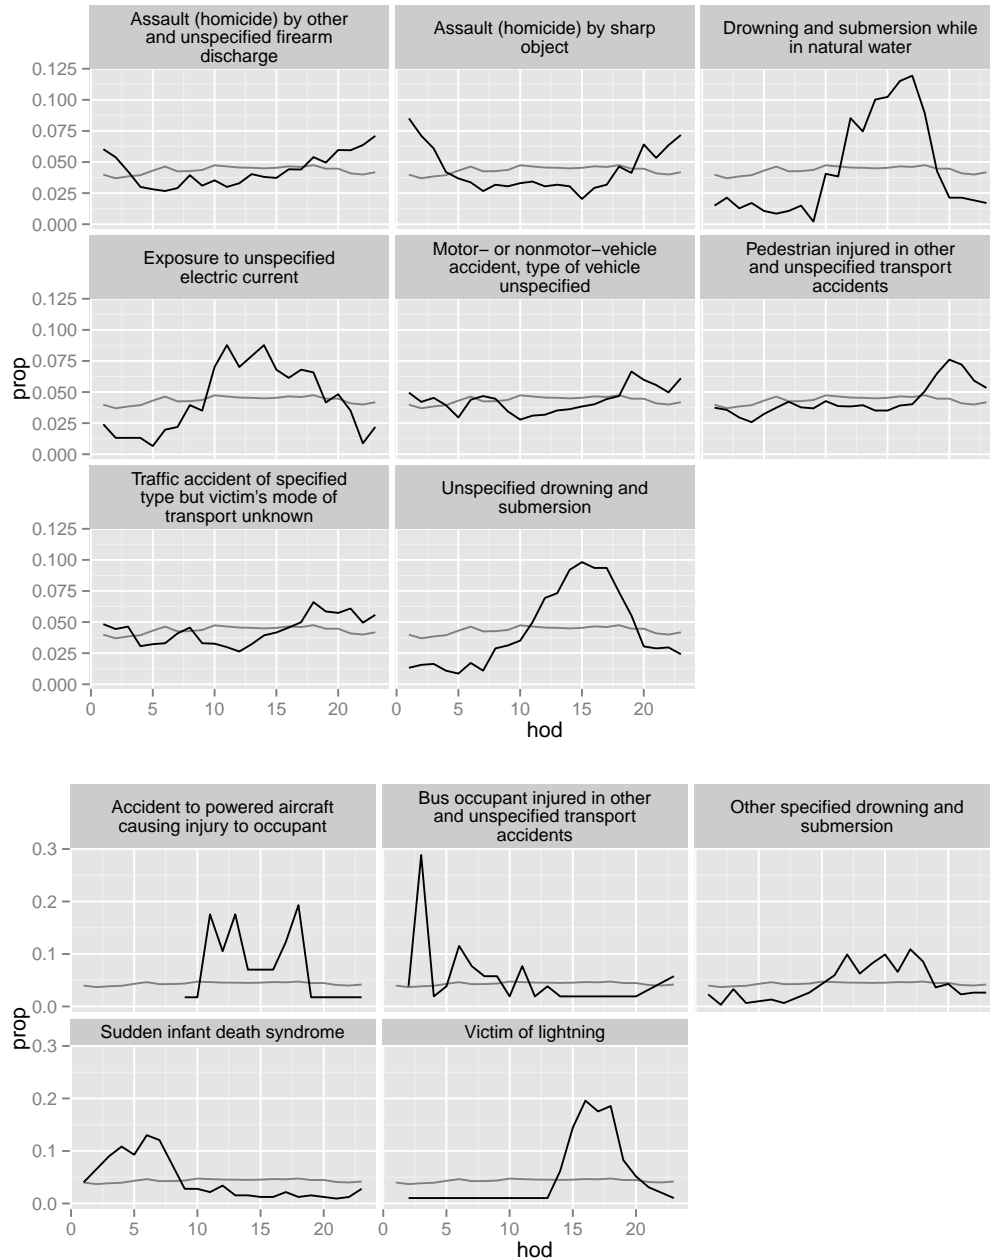 Assault (homicide) by other
and unspecified firearm
discharge
Assault (homicide) by sharp
object
Drowning and submersion while
in natural water
0.125
0.100
0.075
0.050
0.025
0.000
Exposure to unspecified
electric current
Motor− or nonmotor−vehicle
accident, type of vehicle
unspecified
Pedestrian injured in other
and unspecified transport
accidents
0.125
0.100
0.075
0.050
0.025
0.000
prop
Traffic accident of specified
type but victim's mode of
transport unknown
Unspecified drowning and
submersion
0.125
0.100
0.075
0.050
0.025
0.000
0 5 10 15 20 0 5 10 15 20
hod
Accident to powered aircraft
causing injury to occupant
Bus occupant injured in other
and unspecified transport
accidents
Other specified drowning and
submersion
0.3
0.2
0.1
0.0
prop
Sudden infant death syndrome
Victim of lightning
0.3
0.2
0.1
0.0
0 5 10 15 20 0 5 10 15 20
hod